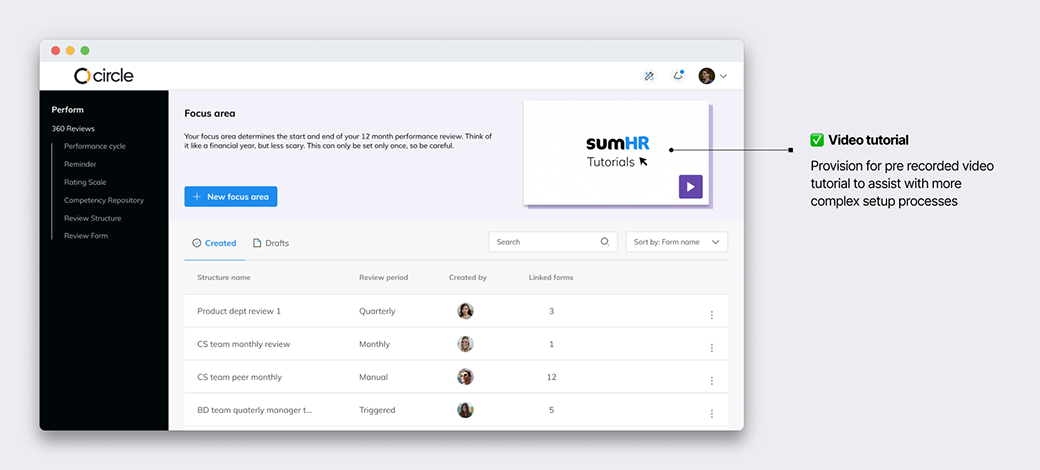 circle
Perform
360 Reviews
Performance cycle
Reminder
Rating Scale
Competency Repository
Review Structure
Review Form
Focus area
Your focus area determines the start and end of your 12 month performance review. Think of
it like a financial year, but less scary. This can only be set only once, so be careful.
New focus area
sumHR
Tutorials
Created
Drafts
Search
Sort by: Form name
Structure name
Review period
Created by
Linked forms
Product dept review 1
Quarterly
3
CS team monthly review
Monthly
1
CS team peer monthly
Manual
12
BD team quaterly manager t...
Triggered
5
Video tutorial
Provision for pre recorded video
tutorial to assist with more
complex setup processes